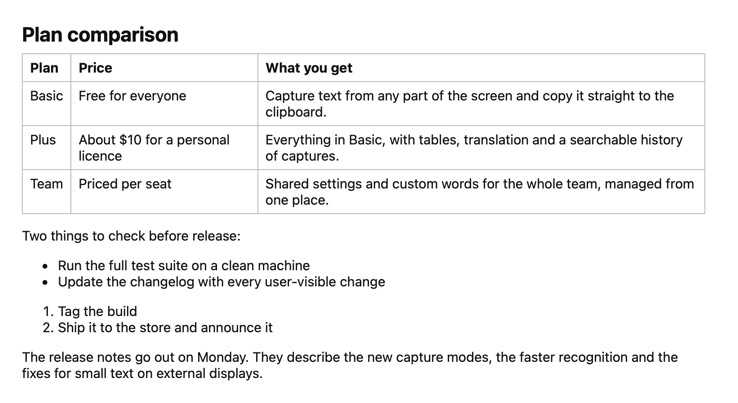 Plan comparison
Plan Price What you get
Basic Free for everyone Capture text from any part of the screen and copy it straight to the
clipboard.
Plus About $10 for a personal Everything in Basic, with tables, translation and a searchable history
licence of captures.
Team Priced per seat Shared settings and custom words for the whole team, managed from
one place.
Two things to check before release:
• Run the full test suite on a clean machine
• Update the changelog with every user-visible change
1. Tag the build
2. Ship it to the store and announce it
The release notes go out on Monday. They describe the new capture modes, the faster recognition and the
fixes for small text on external displays.